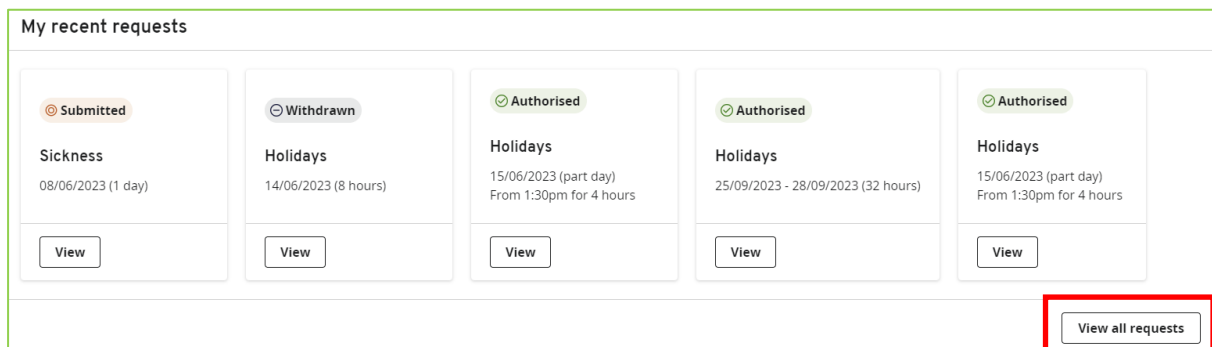 My recent requests
Submitted
Sickness
08/06/2023 (1 day)
View
Withdrawn
Holidays
14/06/2023 (8 hours)
View
Authorised
Holidays
15/06/2023 (part day)
From 1:30pm for 4 hours
View
Authorised
Holidays
25/09/2023 - 28/09/2023 (32 hours)
View
Authorised
Holidays
15/06/2023 (part day)
From 1:30pm for 4 hours
View
View all requests